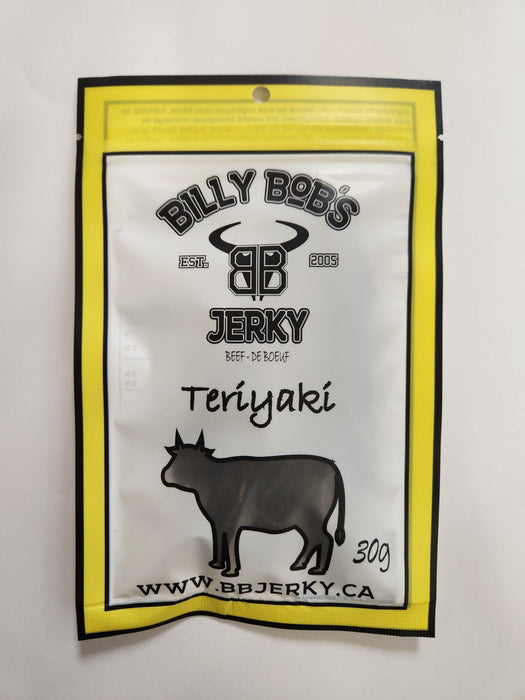 BILLY BOB'S
EST. 2005
BB
JERKY
BEEF - DE BOEUF
Teriyaki
30g
WWW.BBJERKY.CA